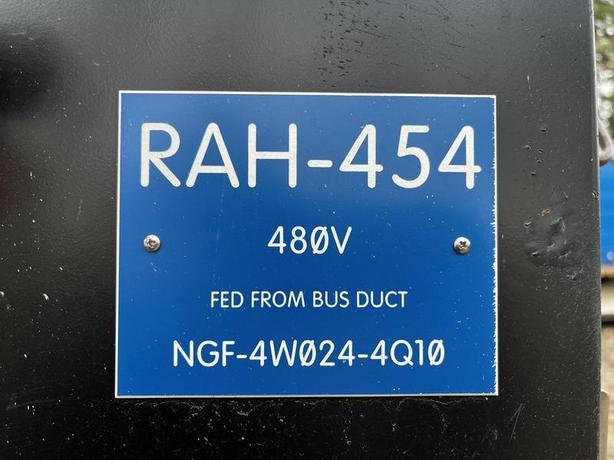 RAH-454
480V
FED FROM BUS DUCT
NGF-4W024-4Q10